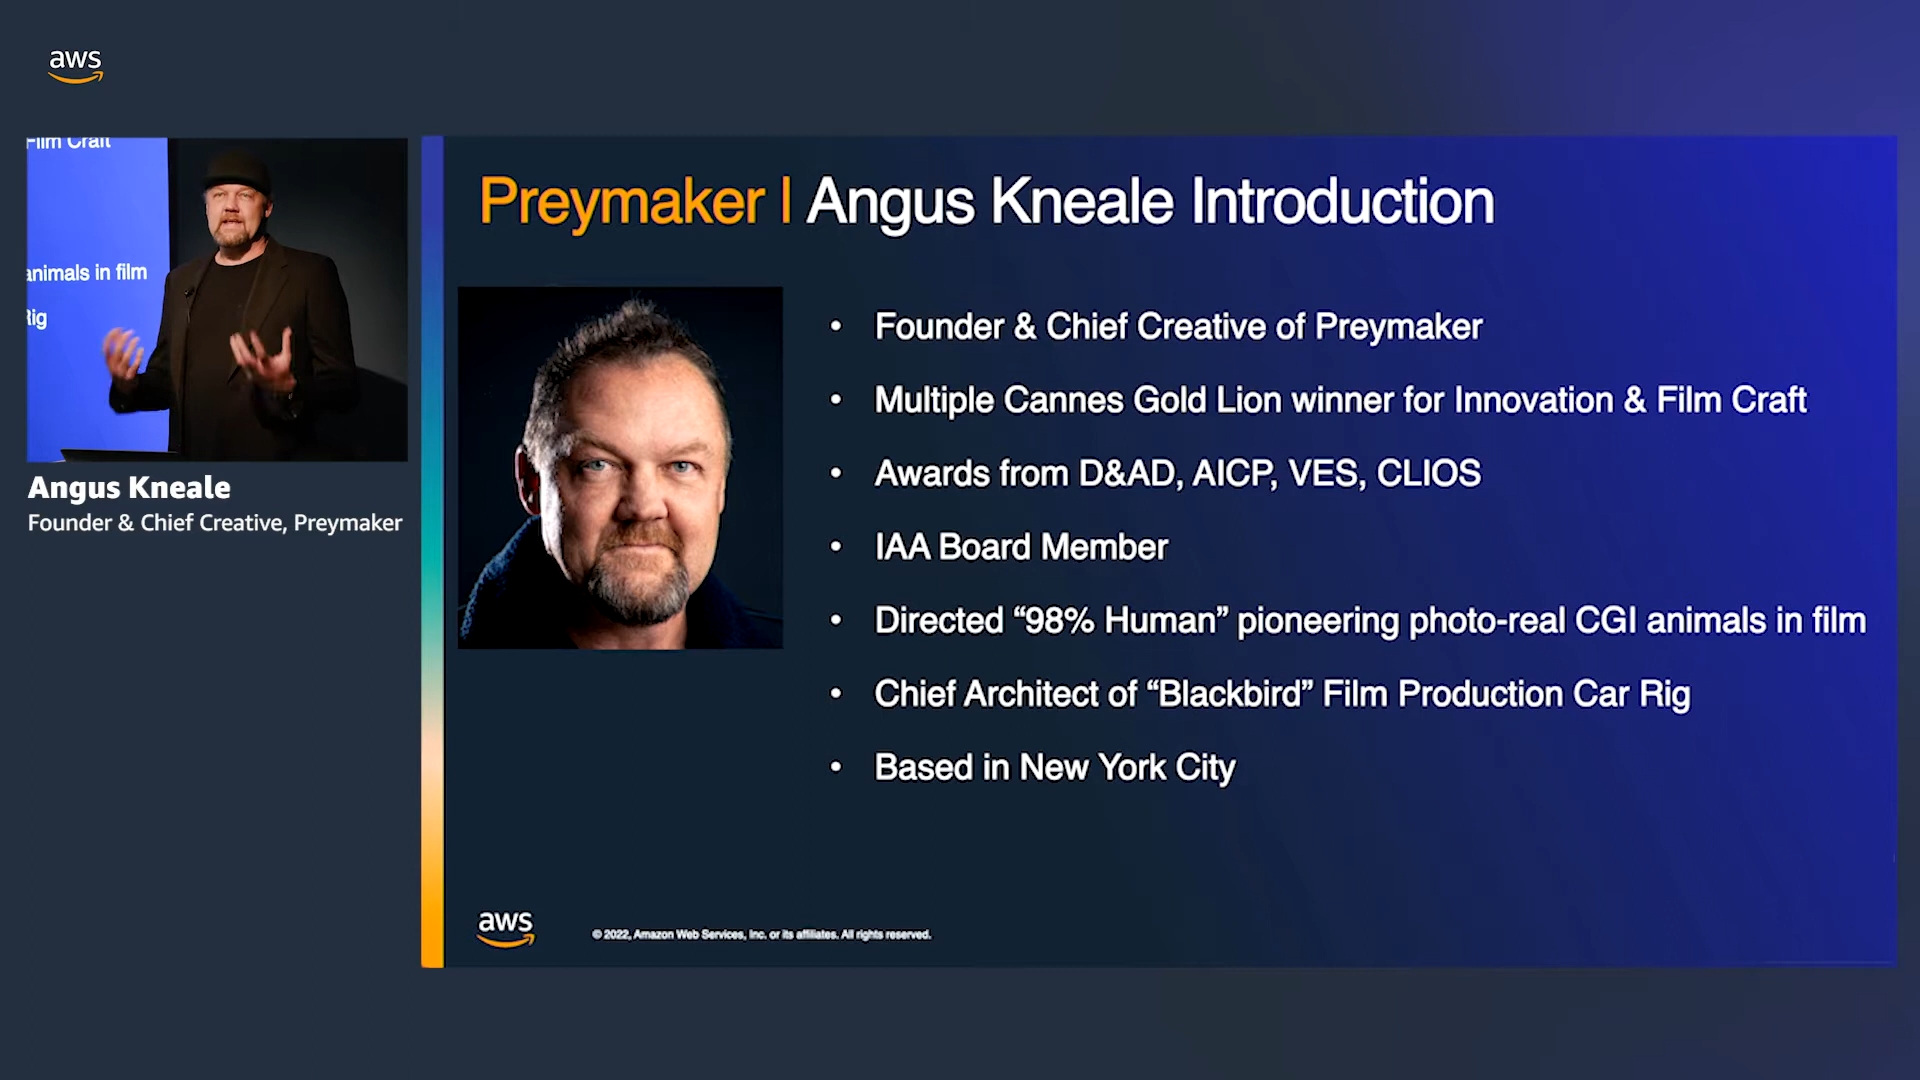 aws
Film Craft
animals in film
Rig
Angus Kneale
Founder & Chief Creative, Preymaker
Preymaker | Angus Kneale Introduction
• Founder & Chief Creative of Preymaker
• Multiple Cannes Gold Lion winner for Innovation & Film Craft
• Awards from D&AD, AICP, VES, CLIOS
• IAA Board Member
• Directed “98% Human” pioneering photo-real CGI animals in film
• Chief Architect of “Blackbird” Film Production Car Rig
• Based in New York City
aws
© 2022, Amazon Web Services, Inc. or its affiliates. All rights reserved.